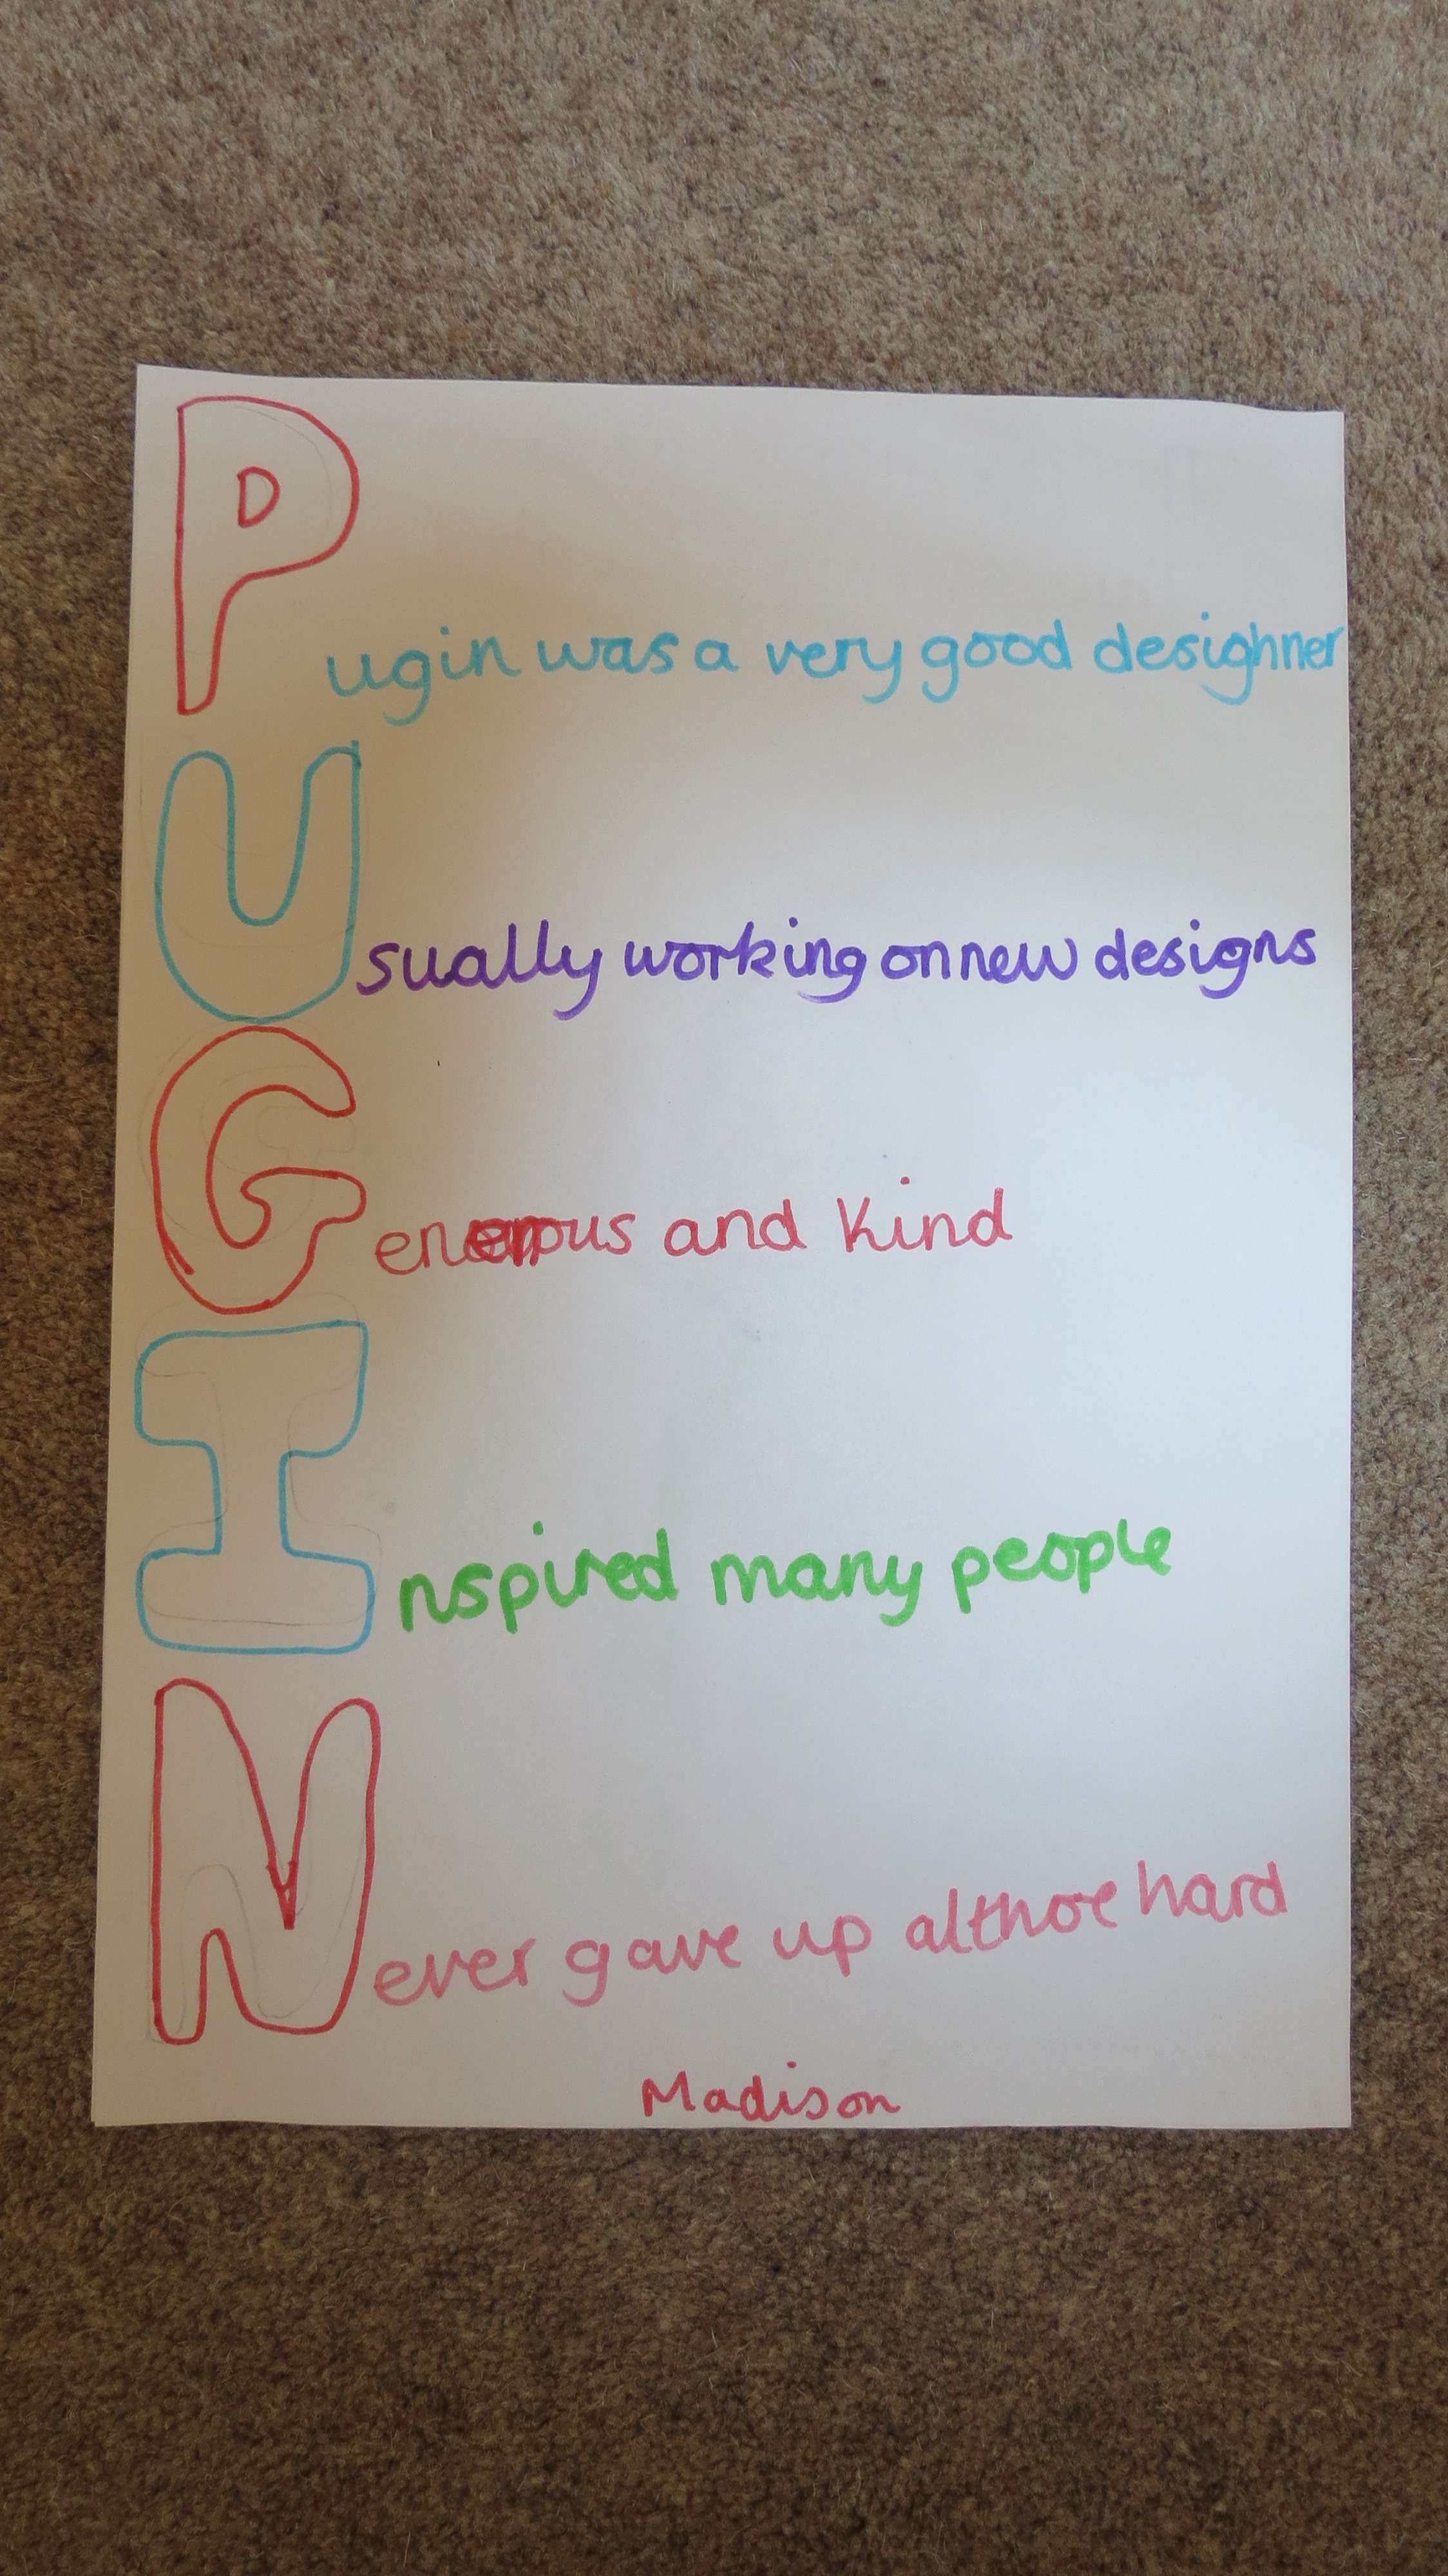 Pugin was a very good desighner
Usually working on new designs
Generous and kind
Inspired many people
Never gave up althoe hard
Madison